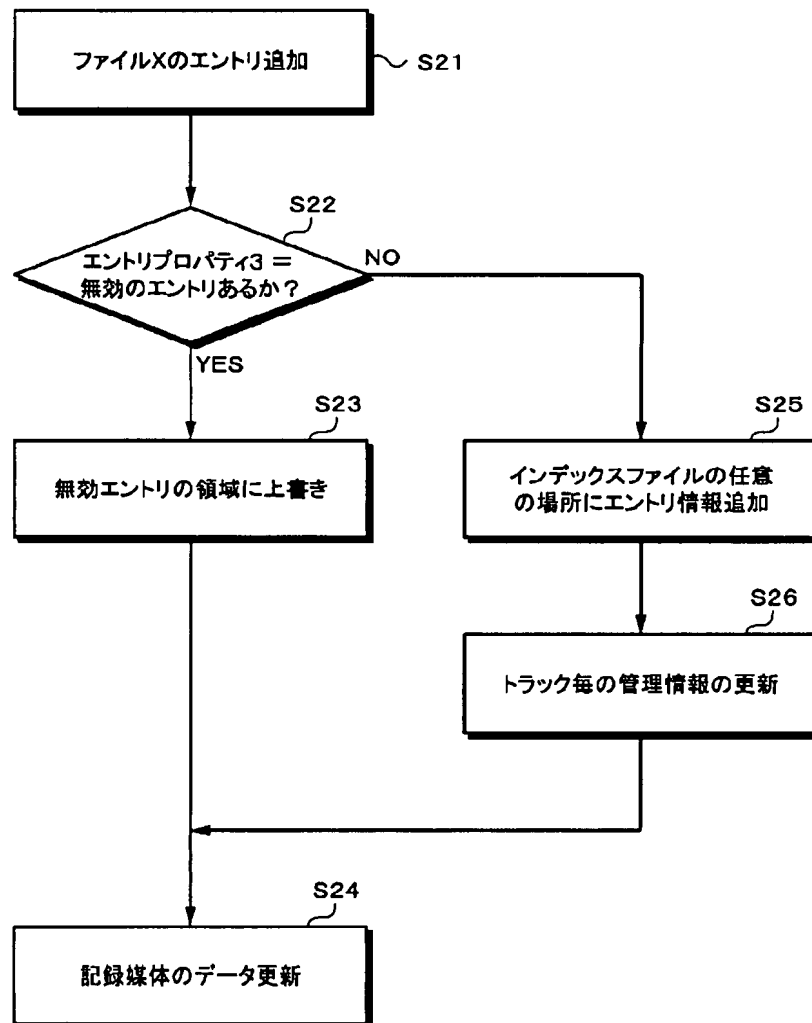 ファイルXのエントリ追加
S21
S22
エントリプロパティ3 =
無効のエントリあるか？
NO
YES
S23
無効エントリの領域に上書き
S25
インデックスファイルの任意
の場所にエントリ情報追加
S26
トラック毎の管理情報の更新
S24
記録媒体のデータ更新